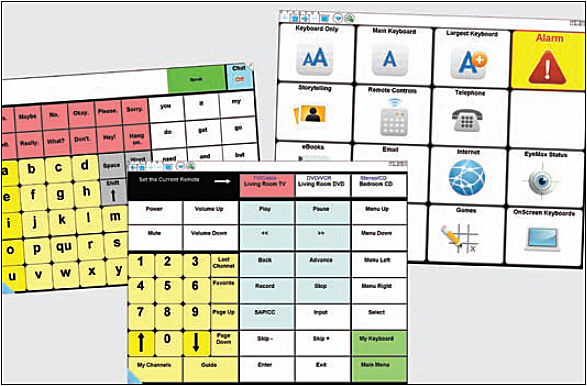 Keyboard Only
Main Keyboard
Largest Keyboard
Alarm
AA
A
A
Storytelling
Remote Controls
Telephone
eBooks
Email
Internet
EyeMax Status
Games
OnScreen Keyboards
Chat
Off
Maybe. No. Okay. Please. Sorry. you it my
Really. What? Don't. Hey! Hang on. do get go
a b c d Space need and but
e f g h Shift
i j k l m
o p qu r s
u v w x y
Set the Current Remote
TV/Cable
Living Room TV
DVD/VCR
Living Room DVD
Stereo/CD
Bedroom CD
Power Volume Up Play Pause Menu Up
Mute Volume Down << >> Menu Down
1 2 3 Last Channel Back Advance Menu Left
4 5 6 Favorite Record Stop Menu Right
7 8 9 Page Up SAP/CC Input Select
0 Page Down Skip - Skip + My Keyboard
My Channels Guide Enter Exit Main Menu